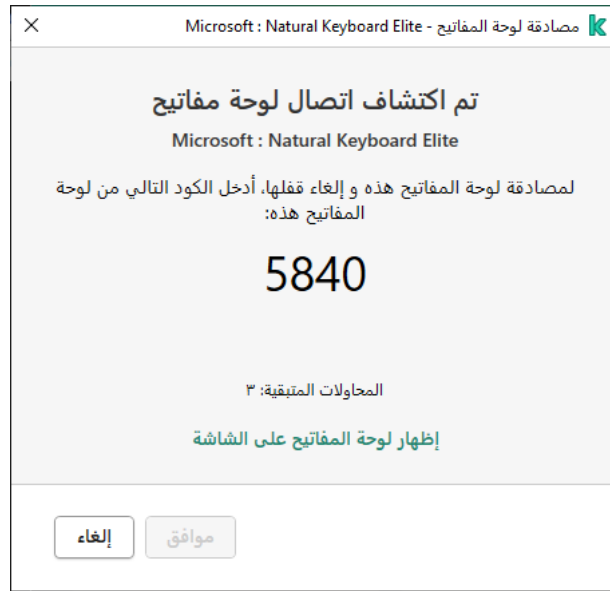 مصادقة لوحة المفاتيح - Microsoft : Natural Keyboard Elite
تم اكتشاف اتصال لوحة مفاتيح
Microsoft : Natural Keyboard Elite
لمصادقة لوحة المفاتيح هذه و إلغاء قفلها، أدخل الكود التالي من لوحة
المفاتيح هذه:
5840
المحاولات المتبقية: ٣
إظهار لوحة المفاتيح على الشاشة
موافق
إلغاء